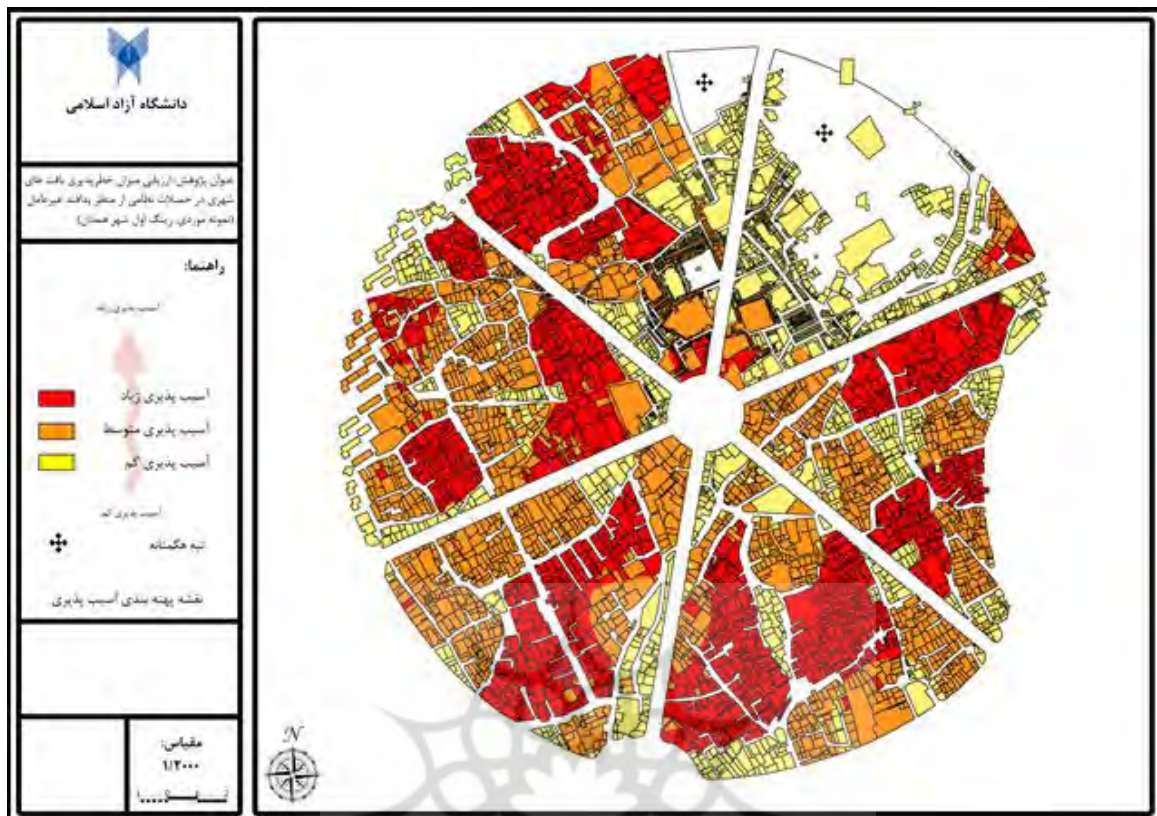 دانشگاه آزاد اسلامی
عنوان پژوهش: ارزیابی میزان خطرپذیری بافت های
شهری در حملات نظامی از منظر پدافند غیرعامل
(نمونه موردی: رینگ اول شهر همدان)
راهنما:
آسیب پذیری زیاد
آسیب پذیری زیاد
آسیب پذیری متوسط
آسیب پذیری کم
آسیب پذیری کم
تپه هگمتانه
نقشه پهنه بندی آسیب پذیری
مقیاس:
۱/۲۰۰۰
N